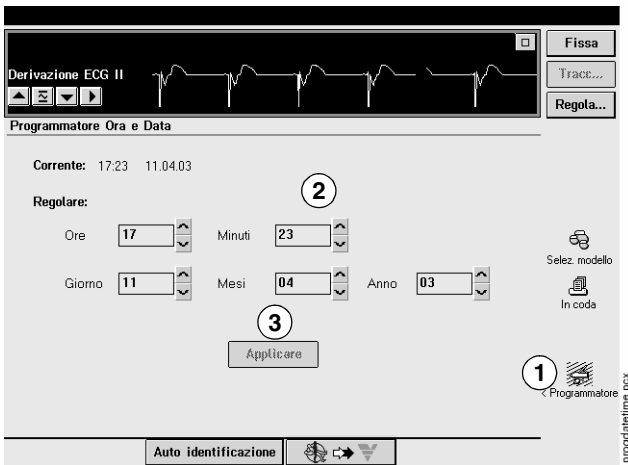 Fissa
Derivazione ECG II
Tracc...
Regola...
Programmatore Ora e Data
Corrente: 17:23 11.04.03
2
Regolare:
Ore 17 Minuti 23
Giorno 11 Mesi 04 Anno 03
Selez. modello
In coda
3
Applicare
1
< Programmatore
progdatetime.pcx
Auto identificazione